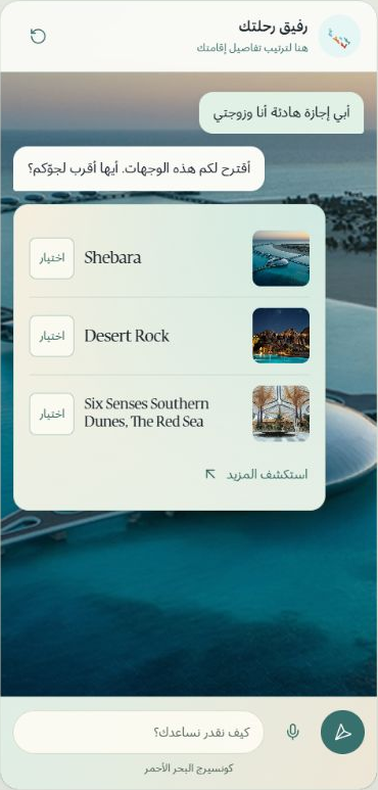 رفيق رحلتك
هنا لترتيب تفاصيل إقامتك
أبي إجازة هادئة أنا وزوجتي
أقترح لكم هذه الوجهات. أيها أقرب لجوّكم؟
Shebara
اختيار
Desert Rock
اختيار
Six Senses Southern
Dunes, The Red Sea
اختيار
استكشف المزيد
كيف نقدر نساعدك؟
كونسيرج البحر الأحمر